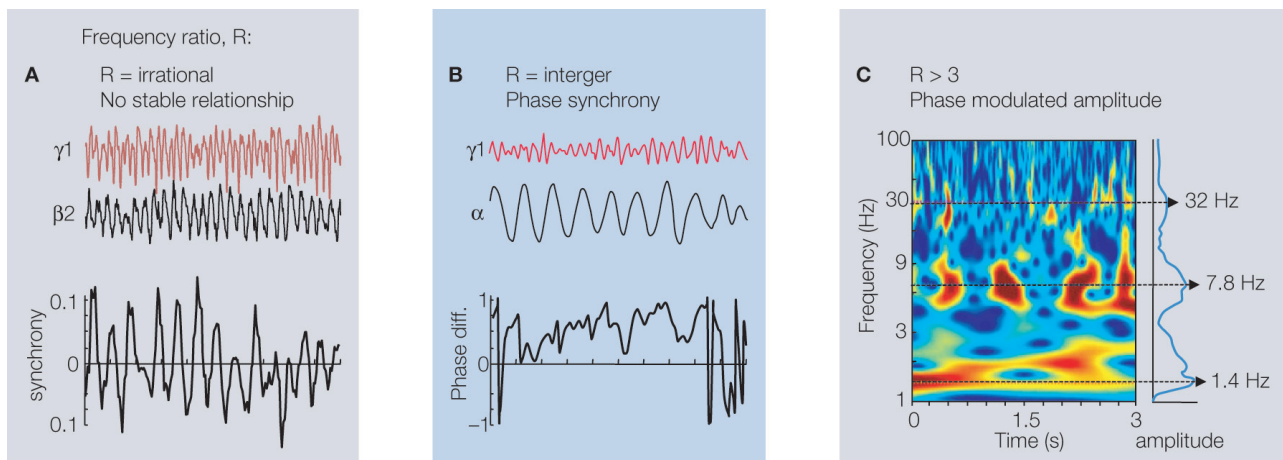 Frequency ratio, R:
A
R = irrational
No stable relationship
γ1
β2
0.1
0
0.1
synchrony
B
R = interger
Phase synchrony
γ1
α
1
0
−1
Phase diff.
C
R > 3
Phase modulated amplitude
100
30
9
3
1
Frequency (Hz)
32 Hz
7.8 Hz
1.4 Hz
0 1.5 3
Time (s) amplitude